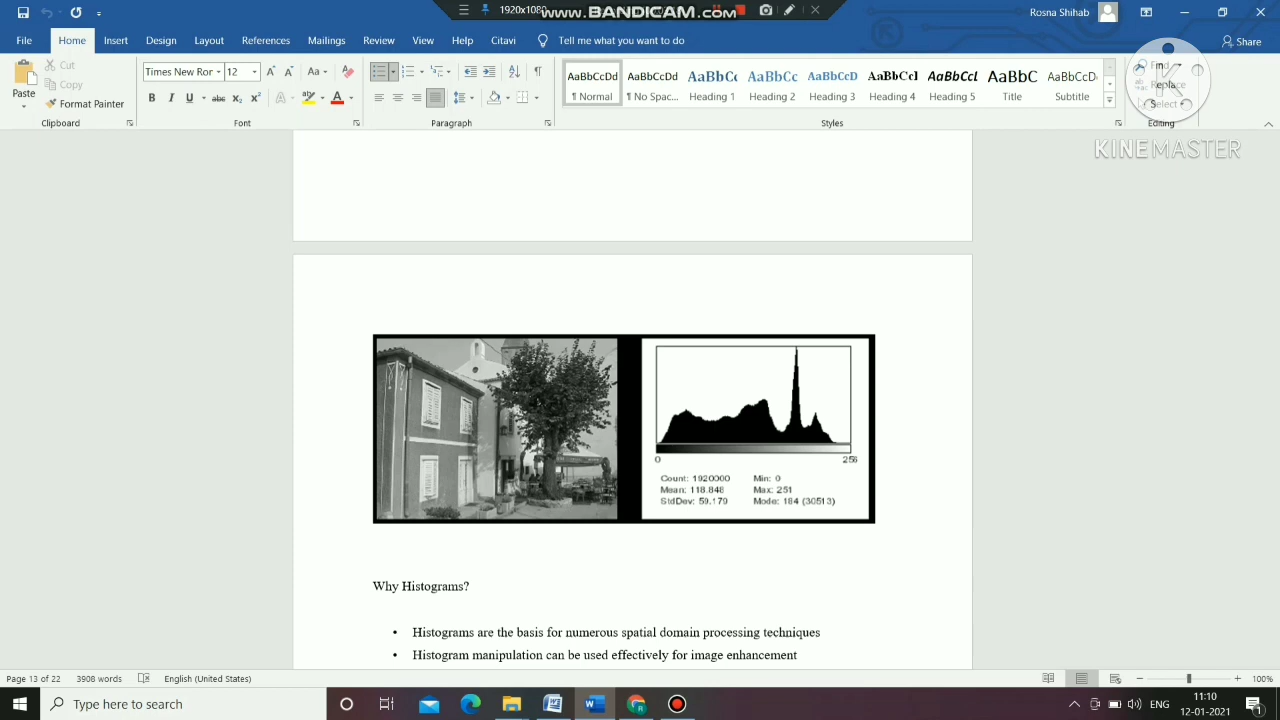 1920x1080
www.BANDICAM.com
Rosna Shihab
File Home Insert Design Layout References Mailings Review View Help Citavi Tell me what you want to do Share
Paste
Cut
Copy
Format Painter
Times New Ror 12
AaBbCcDd AaBbCcDd AaBbCc AaBbCc AaBbCcD AaBbCcI AaBbCcL AaBbC AaBbCcD
¶ Normal ¶ No Spac... Heading 1 Heading 2 Heading 3 Heading 4 Heading 5 Title Subtitle
Find
Replace
Select
Clipboard Font Paragraph Styles Editing
KINEMASTER
0 256
Count: 1920000 Min: 0
Mean: 118.848 Max: 251
StdDev: 59.179 Mode: 184 (30513)
Why Histograms?
• Histograms are the basis for numerous spatial domain processing techniques
• Histogram manipulation can be used effectively for image enhancement
Page 13 of 22 3908 words English (United States) 100%
Type here to search
ENG
11:10
12-01-2021